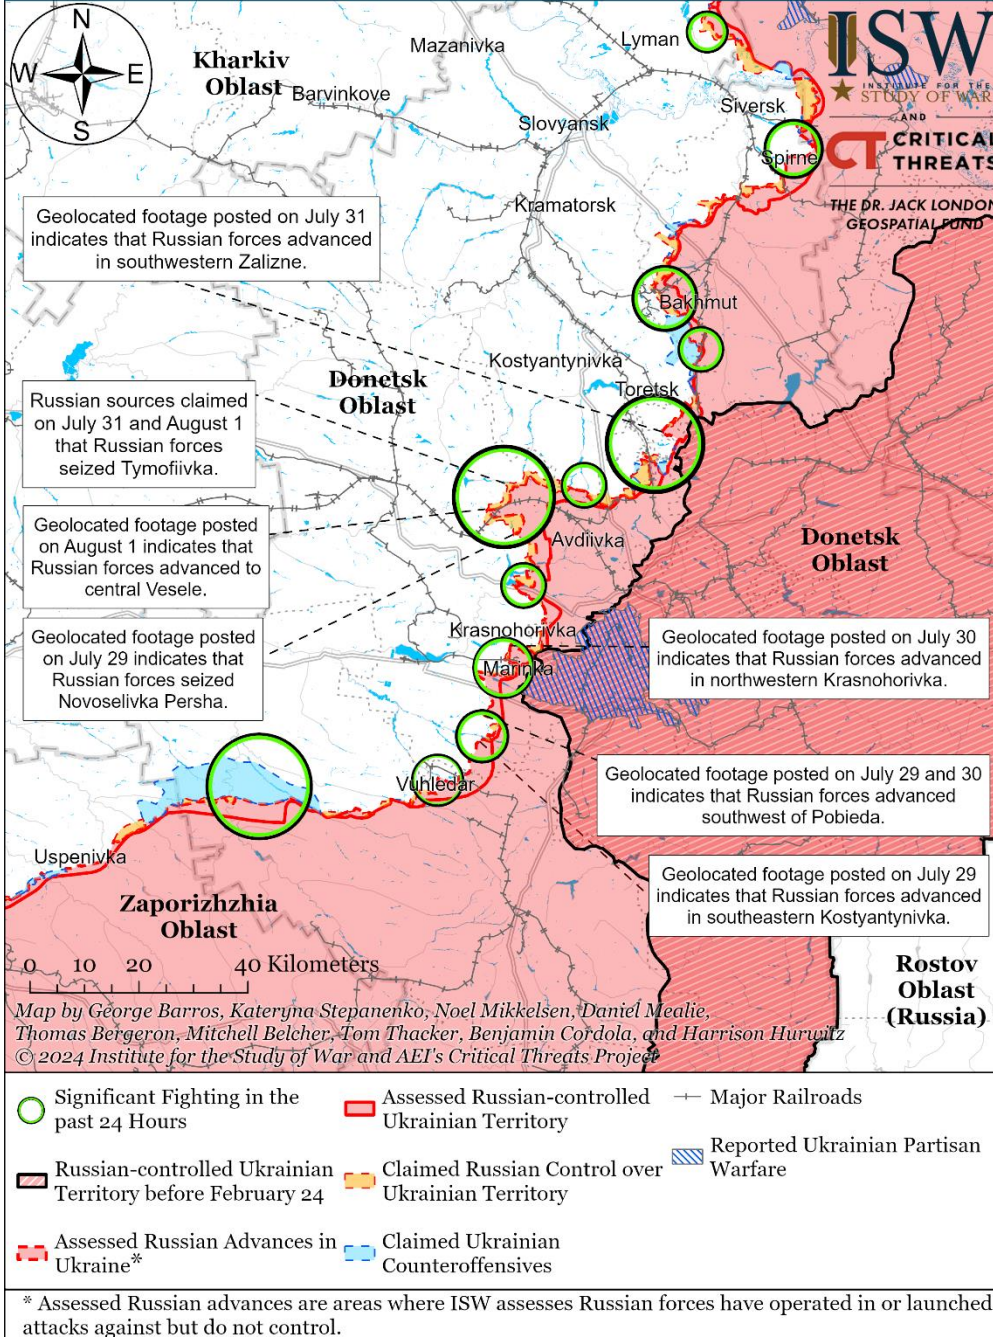 N
W E
S
Kharkiv
Oblast
Mazanivka
Lyman
Barvinkove
Slovyansk
Siversk
Spirne
ISW
INSTITUTE FOR THE
STUDY OF WAR
AND
CT CRITICAL
THREATS
THE DR. JACK LONDON
GEOSPATIAL FUND
Geolocated footage posted on July 31
indicates that Russian forces advanced
in southwestern Zalizne.
Kramatorsk
Bakhmut
Kostyantynivka
Donetsk
Oblast
Toretsk
Russian sources claimed
on July 31 and August 1
that Russian forces
seized Tymofiivka.
Geolocated footage posted
on August 1 indicates that
Russian forces advanced to
central Vesele.
Avdiivka
Donetsk
Oblast
Geolocated footage posted
on July 29 indicates that
Russian forces seized
Novoselivka Persha.
Krasnohorivka
Marinka
Geolocated footage posted on July 30
indicates that Russian forces advanced
in northwestern Krasnohorivka.
Vuhledar
Geolocated footage posted on July 29 and 30
indicates that Russian forces advanced
southwest of Pobieda.
Uspenivka
Geolocated footage posted on July 29
indicates that Russian forces advanced
in southeastern Kostyantynivka.
Zaporizhzhia
Oblast
Rostov
Oblast
(Russia)
0 10 20 40 Kilometers
Map by George Barros, Kateryna Stepanenko, Noel Mikkelsen, Daniel Mealie,
Thomas Bergeron, Mitchell Belcher, Tom Thacker, Benjamin Cordola, and Harrison Hurwitz
© 2024 Institute for the Study of War and AEI's Critical Threats Project
Significant Fighting in the
past 24 Hours
Russian-controlled Ukrainian
Territory before February 24
Assessed Russian Advances in
Ukraine*
Assessed Russian-controlled
Ukrainian Territory
Claimed Russian Control over
Ukrainian Territory
Claimed Ukrainian
Counteroffensives
Major Railroads
Reported Ukrainian Partisan
Warfare
* Assessed Russian advances are areas where ISW assesses Russian forces have operated in or launched
attacks against but do not control.